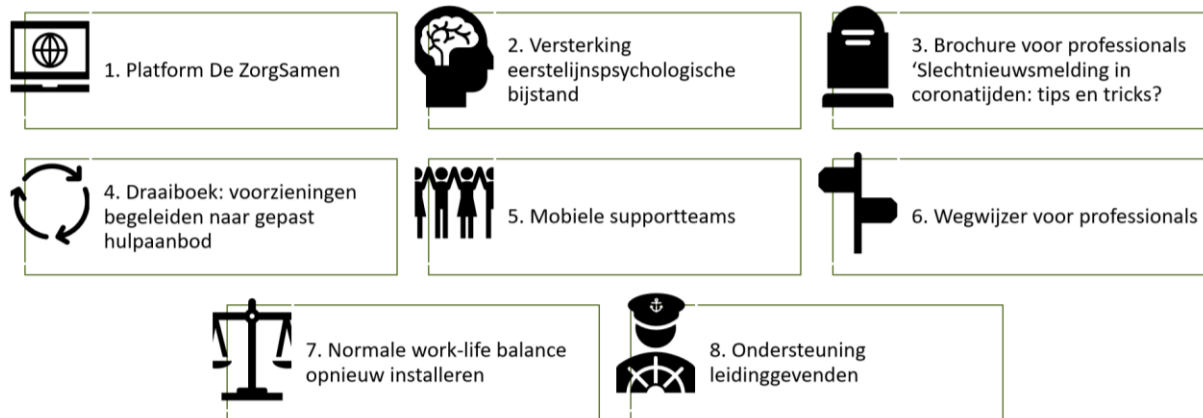 1. Platform De ZorgSamen
2. Versterking
eerstelijnspsychologische
bijstand
3. Brochure voor professionals
‘Slechtnieuwsmelding in
coronatijden: tips en tricks?
4. Draaiboek: voorzieningen
begeleiden naar gepast
hulpaanbod
5. Mobiele supportteams
6. Wegwijzer voor professionals
7. Normale work-life balance
opnieuw installeren
8. Ondersteuning
leidinggevenden